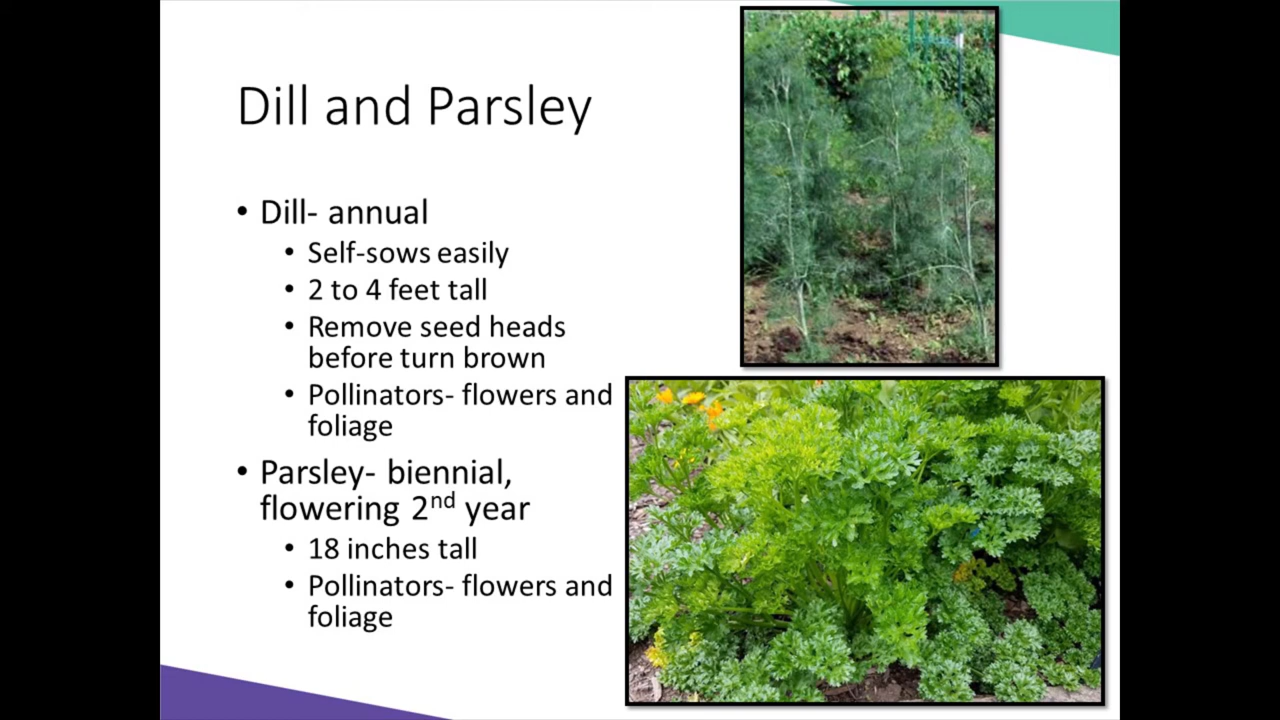 Dill and Parsley
• Dill- annual
• Self-sows easily
• 2 to 4 feet tall
• Remove seed heads
before turn brown
• Pollinators- flowers and
foliage
• Parsley- biennial,
flowering 2nd year
• 18 inches tall
• Pollinators- flowers and
foliage